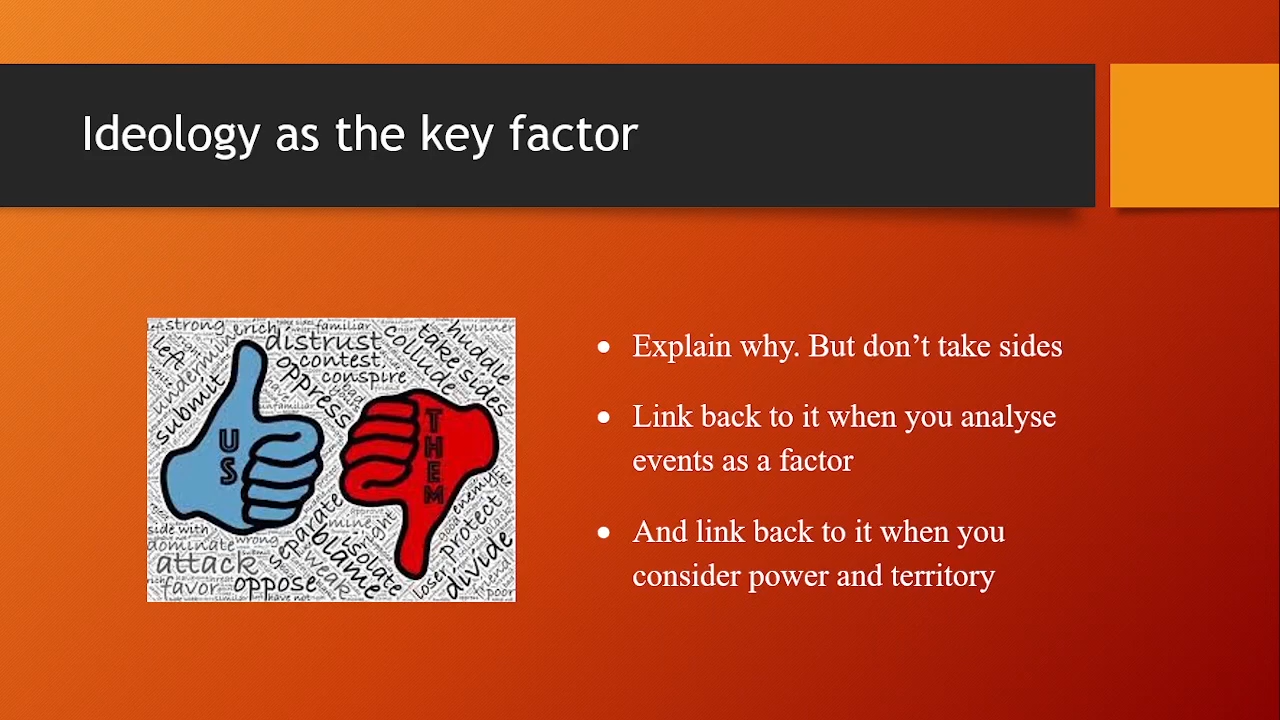 Ideology as the key factor
strong
rich
familiar
distrust
contest
conspire
oppress
collude
take sides
huddle
winner
left
undermine
submit
US
THEM
side with
dominate
wrong
attack
favor
oppose
separate
mine
right
blame
weak
isolate
Loser
protect
enemy
divide
poor
• Explain why. But don’t take sides
• Link back to it when you analyse
events as a factor
• And link back to it when you
consider power and territory